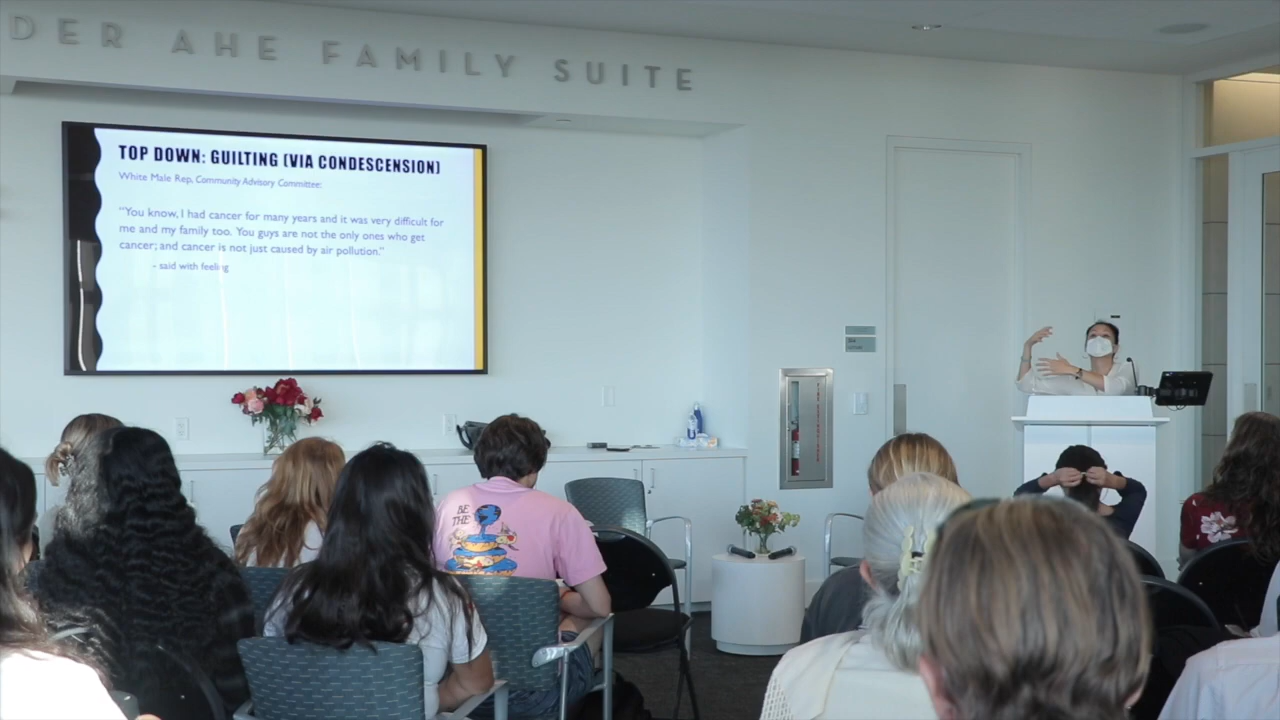 DER AHE FAMILY SUITE
TOP DOWN: GUILTING (VIA CONDESCENSION)
White Male Rep, Community Advisory Committee:
“You know, I had cancer for many years and it was very difficult for
me and my family too. You guys are not the only ones who get
cancer; and cancer is not just caused by air pollution.”
- said with feeling
BE
THE